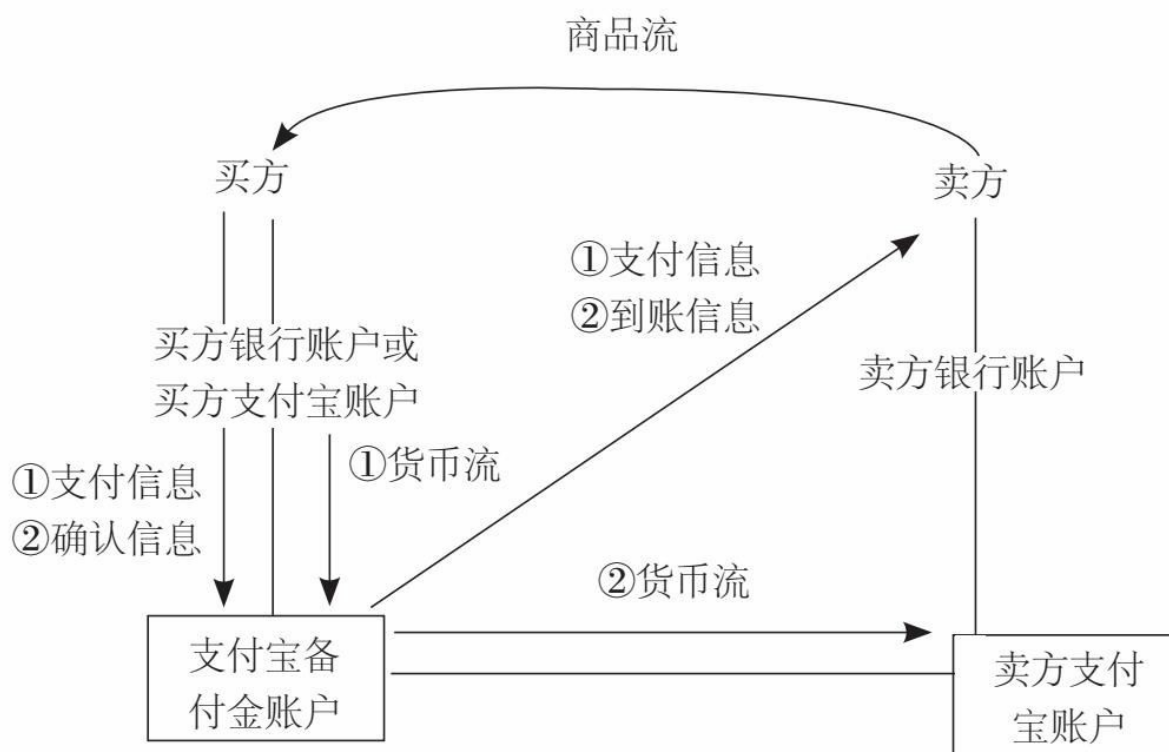 商品流
买方
卖方
①支付信息
②到账信息
买方银行账户或
买方支付宝账户
卖方银行账户
①货币流
①支付信息
②确认信息
②货币流
支付宝备
付金账户
卖方支付
宝账户